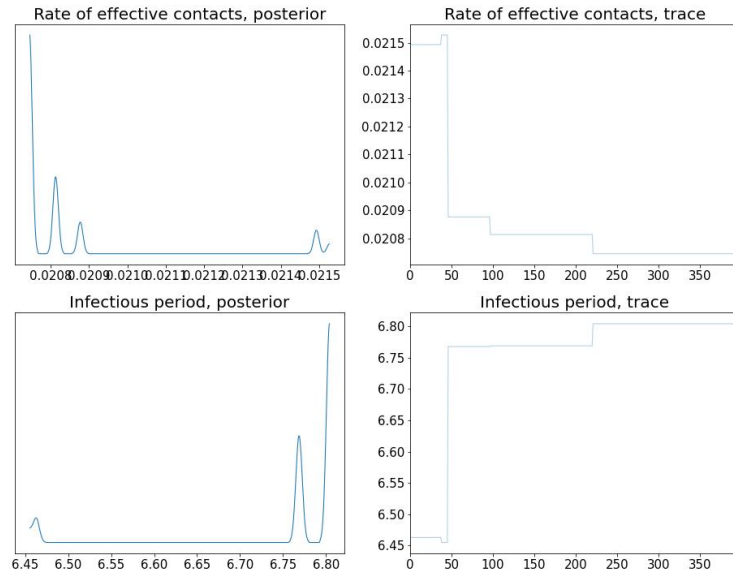 Rate of effective contacts, posterior
0.0208 0.0209 0.0210 0.0211 0.0212 0.0213 0.0214 0.0215
Rate of effective contacts, trace
0.0215
0.0214
0.0213
0.0212
0.0211
0.0210
0.0209
0.0208
0 50 100 150 200 250 300 350
Infectious period, posterior
6.45 6.50 6.55 6.60 6.65 6.70 6.75 6.80
Infectious period, trace
6.80
6.75
6.70
6.65
6.60
6.55
6.50
6.45
0 50 100 150 200 250 300 350